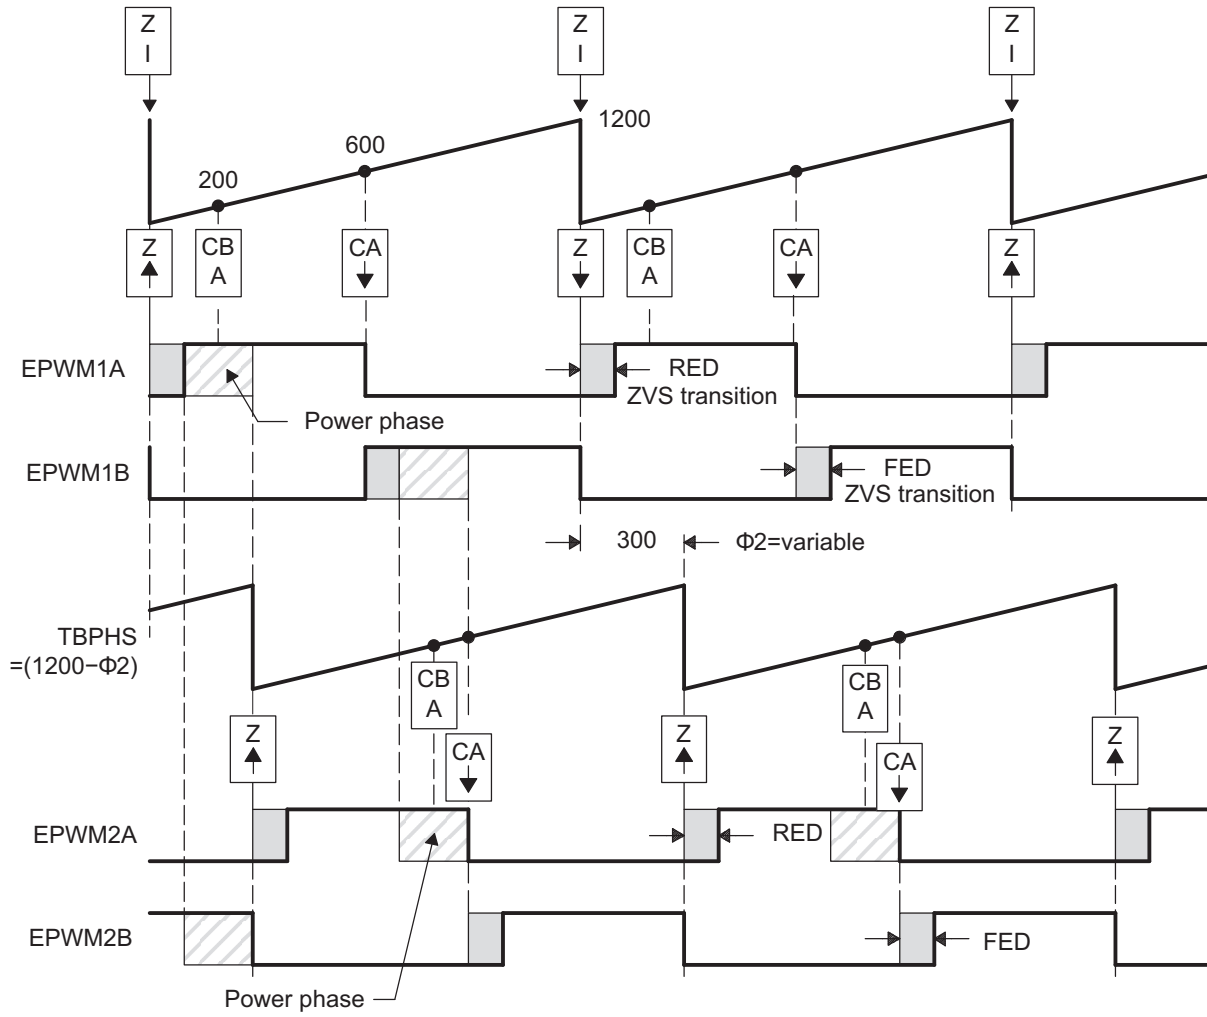 Z
I
Z
I
Z
I
1200
600
200
Z
CB
A
CA
Z
CB
A
CA
Z
EPWM1A
RED
ZVS transition
Power phase
EPWM1B
FED
ZVS transition
300
Φ2=variable
TBPHS
=(1200−Φ2)
CB
A
CB
A
Z
CA
Z
CA
Z
EPWM2A
RED
EPWM2B
FED
Power phase